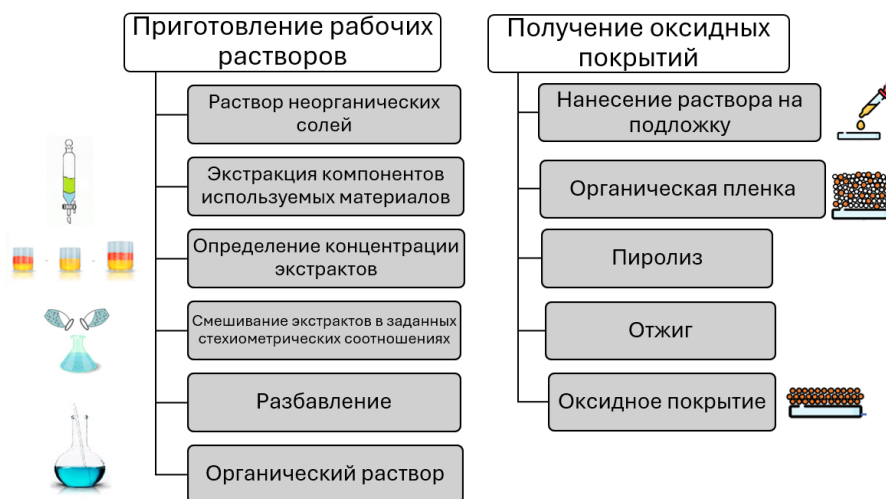 Приготовление рабочих
растворов
Раствор неорганических
солей
Экстракция компонентов
используемых материалов
Определение концентрации
экстрактов
Смешивание экстрактов в заданных
стехиометрических соотношениях
Разбавление
Органический раствор
Получение оксидных
покрытий
Нанесение раствора на
подложку
Органическая пленка
Пиролиз
Отжиг
Оксидное покрытие